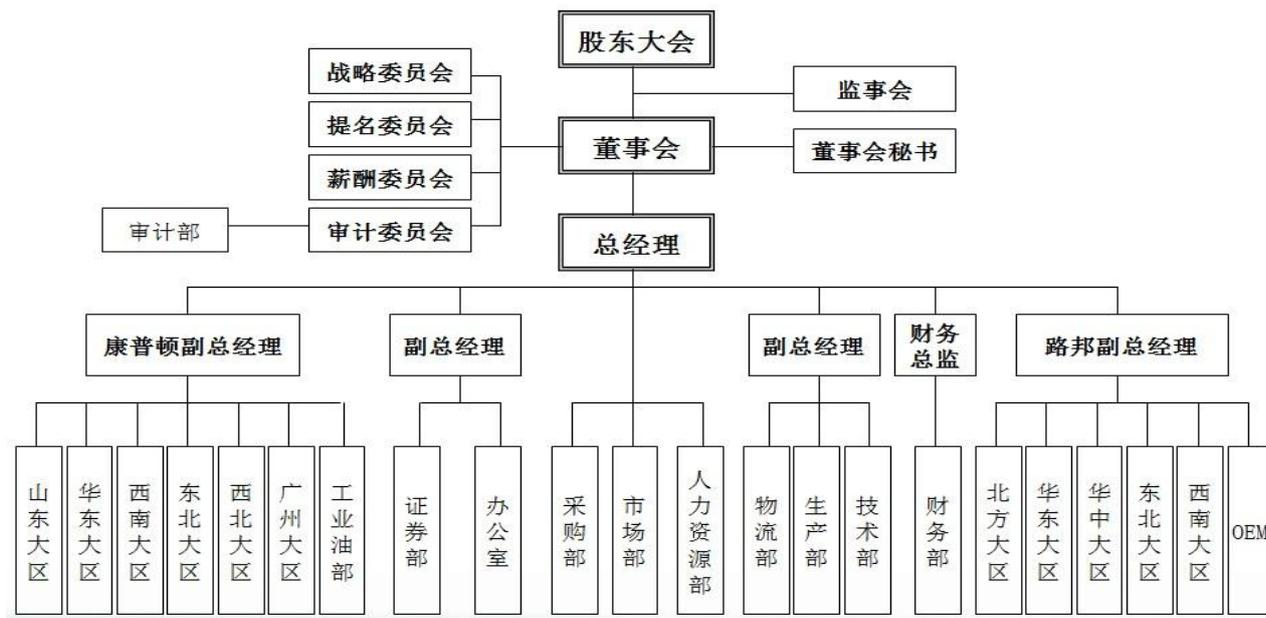 股东大会
战略委员会
监事会
提名委员会
董事会
董事会秘书
薪酬委员会
审计部
审计委员会
总经理
康普顿副总经理
副总经理
副总经理
财务
总监
路邦副总经理
山东大区
华东大区
西南大区
东北大区
西北大区
广州大区
工业油部
证券部
办公室
采购部
市场部
人力资源部
物流部
生产部
技术部
财务部
北方大区
华东大区
华中大区
东北大区
西南大区
OEM